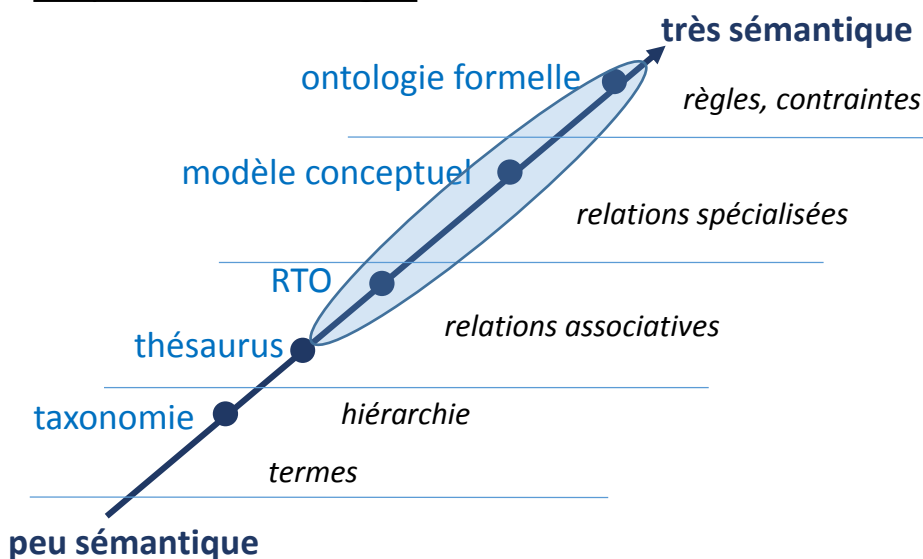 très sémantique
ontologie formelle
règles, contraintes
modèle conceptuel
relations spécialisées
RTO
relations associatives
thésaurus
taxonomie
hiérarchie
termes
peu sémantique